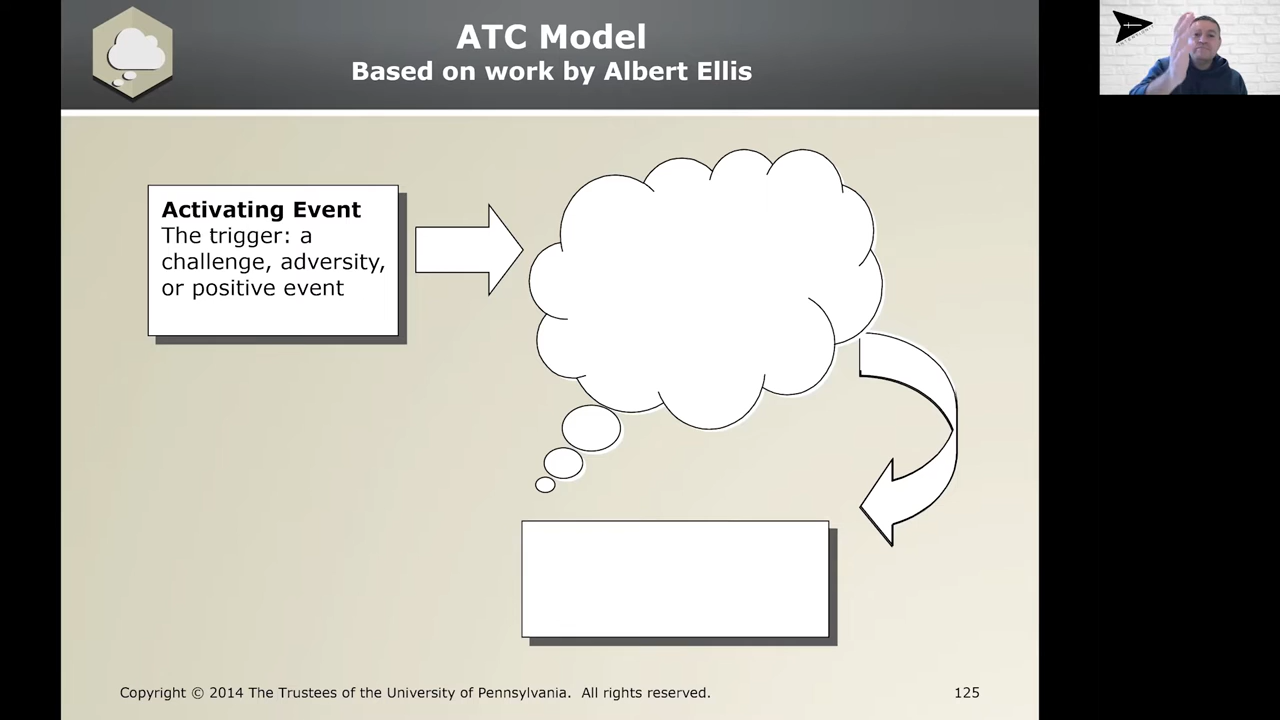 ATC Model
Based on work by Albert Ellis
Activating Event
The trigger: a
challenge, adversity,
or positive event
Copyright © 2014 The Trustees of the University of Pennsylvania. All rights reserved.
125